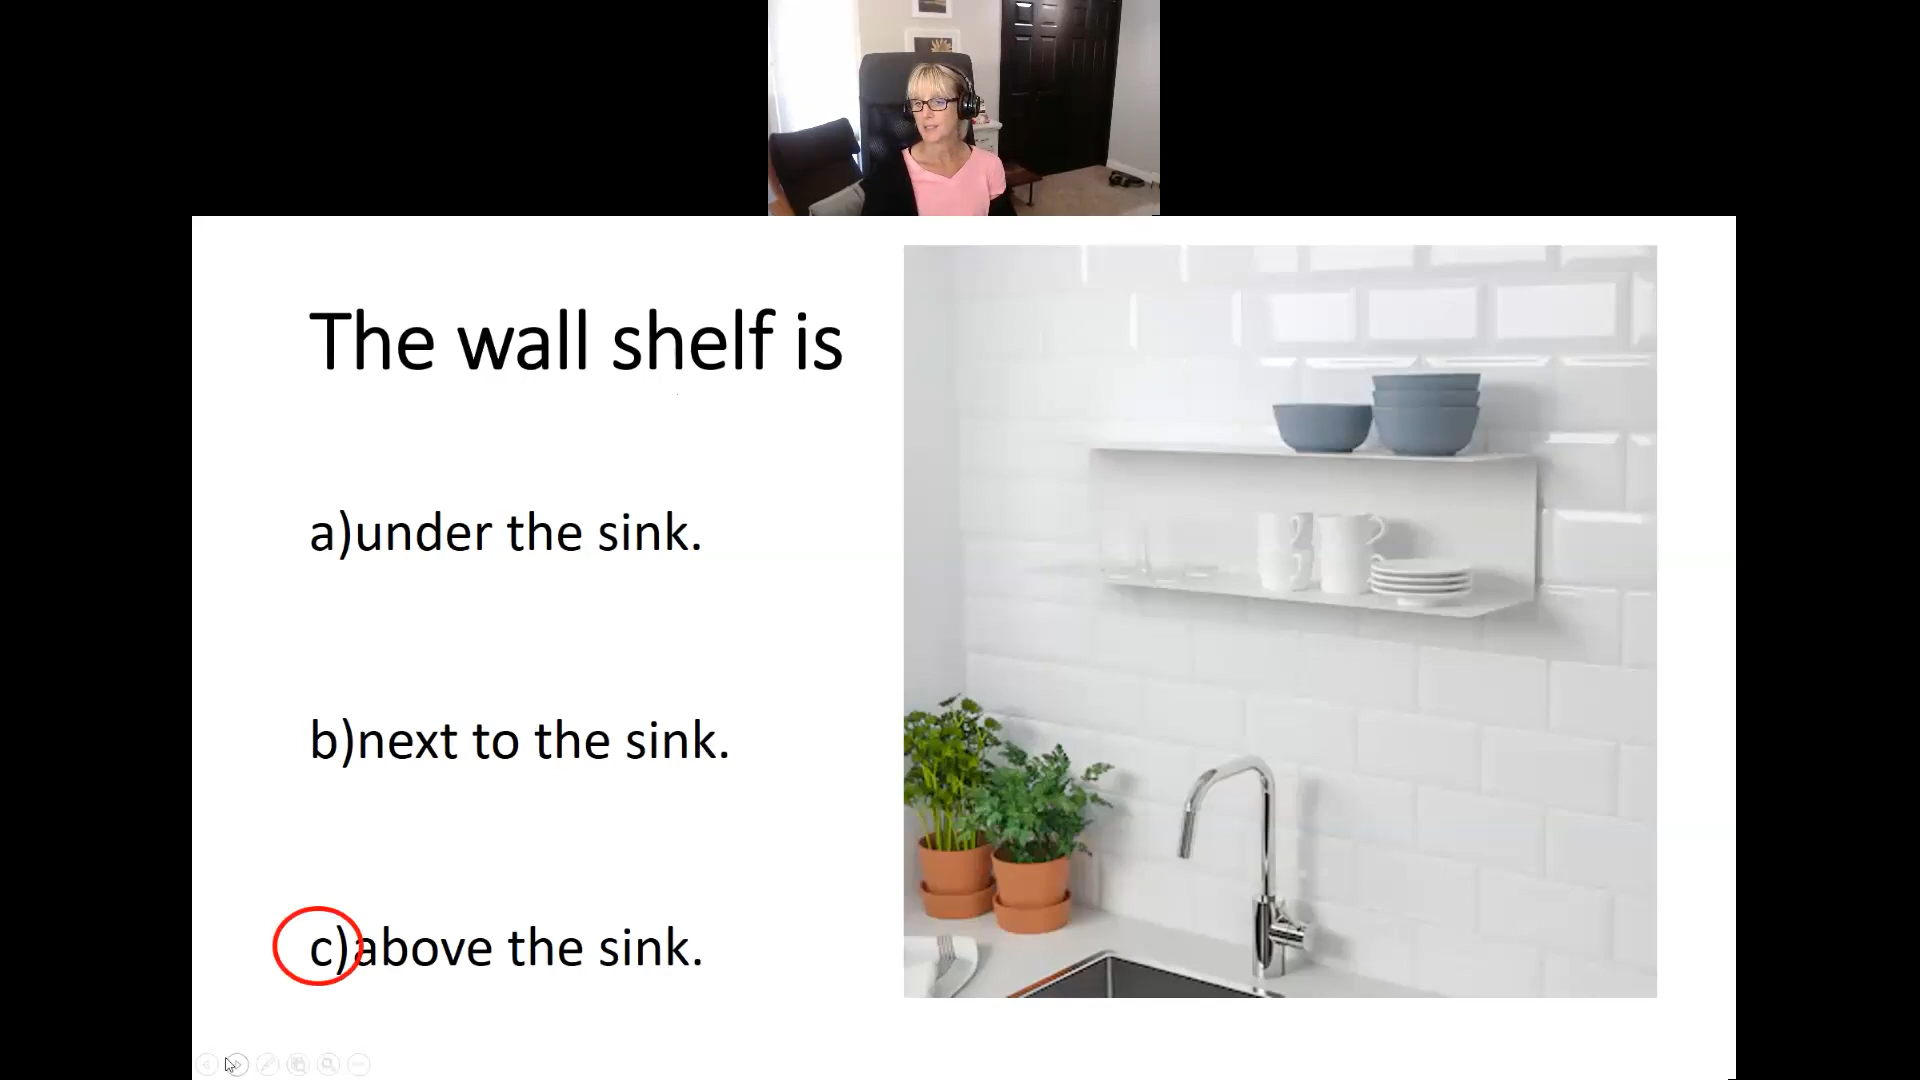 The wall shelf is
a)under the sink.
b)next to the sink.
c)above the sink.